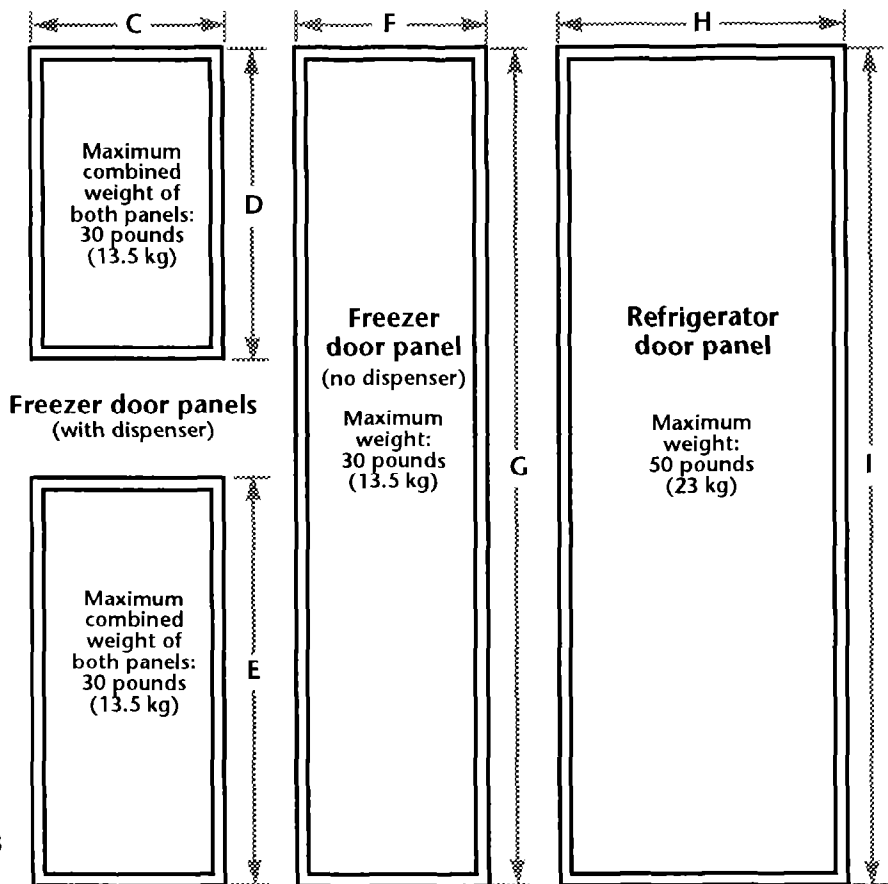 C
F
H
Maximum
combined
weight of
both panels:
30 pounds
(13.5 kg)
D
Freezer
door panel
(no dispenser)
Maximum
weight:
30 pounds
(13.5 kg)
G
Refrigerator
door panel
Maximum
weight:
50 pounds
(23 kg)
I
Freezer door panels
(with dispenser)
Maximum
combined
weight of
both panels:
30 pounds
(13.5 kg)
E